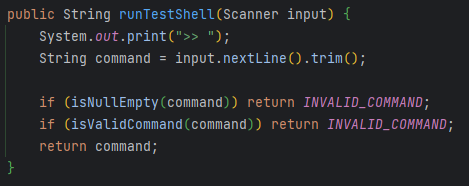 public String runTestShell(Scanner input) {
    System.out.print(">> ");
    String command = input.nextLine().trim();

    if (isNullEmpty(command)) return INVALID_COMMAND;
    if (isValidCommand(command)) return INVALID_COMMAND;
    return command;
}